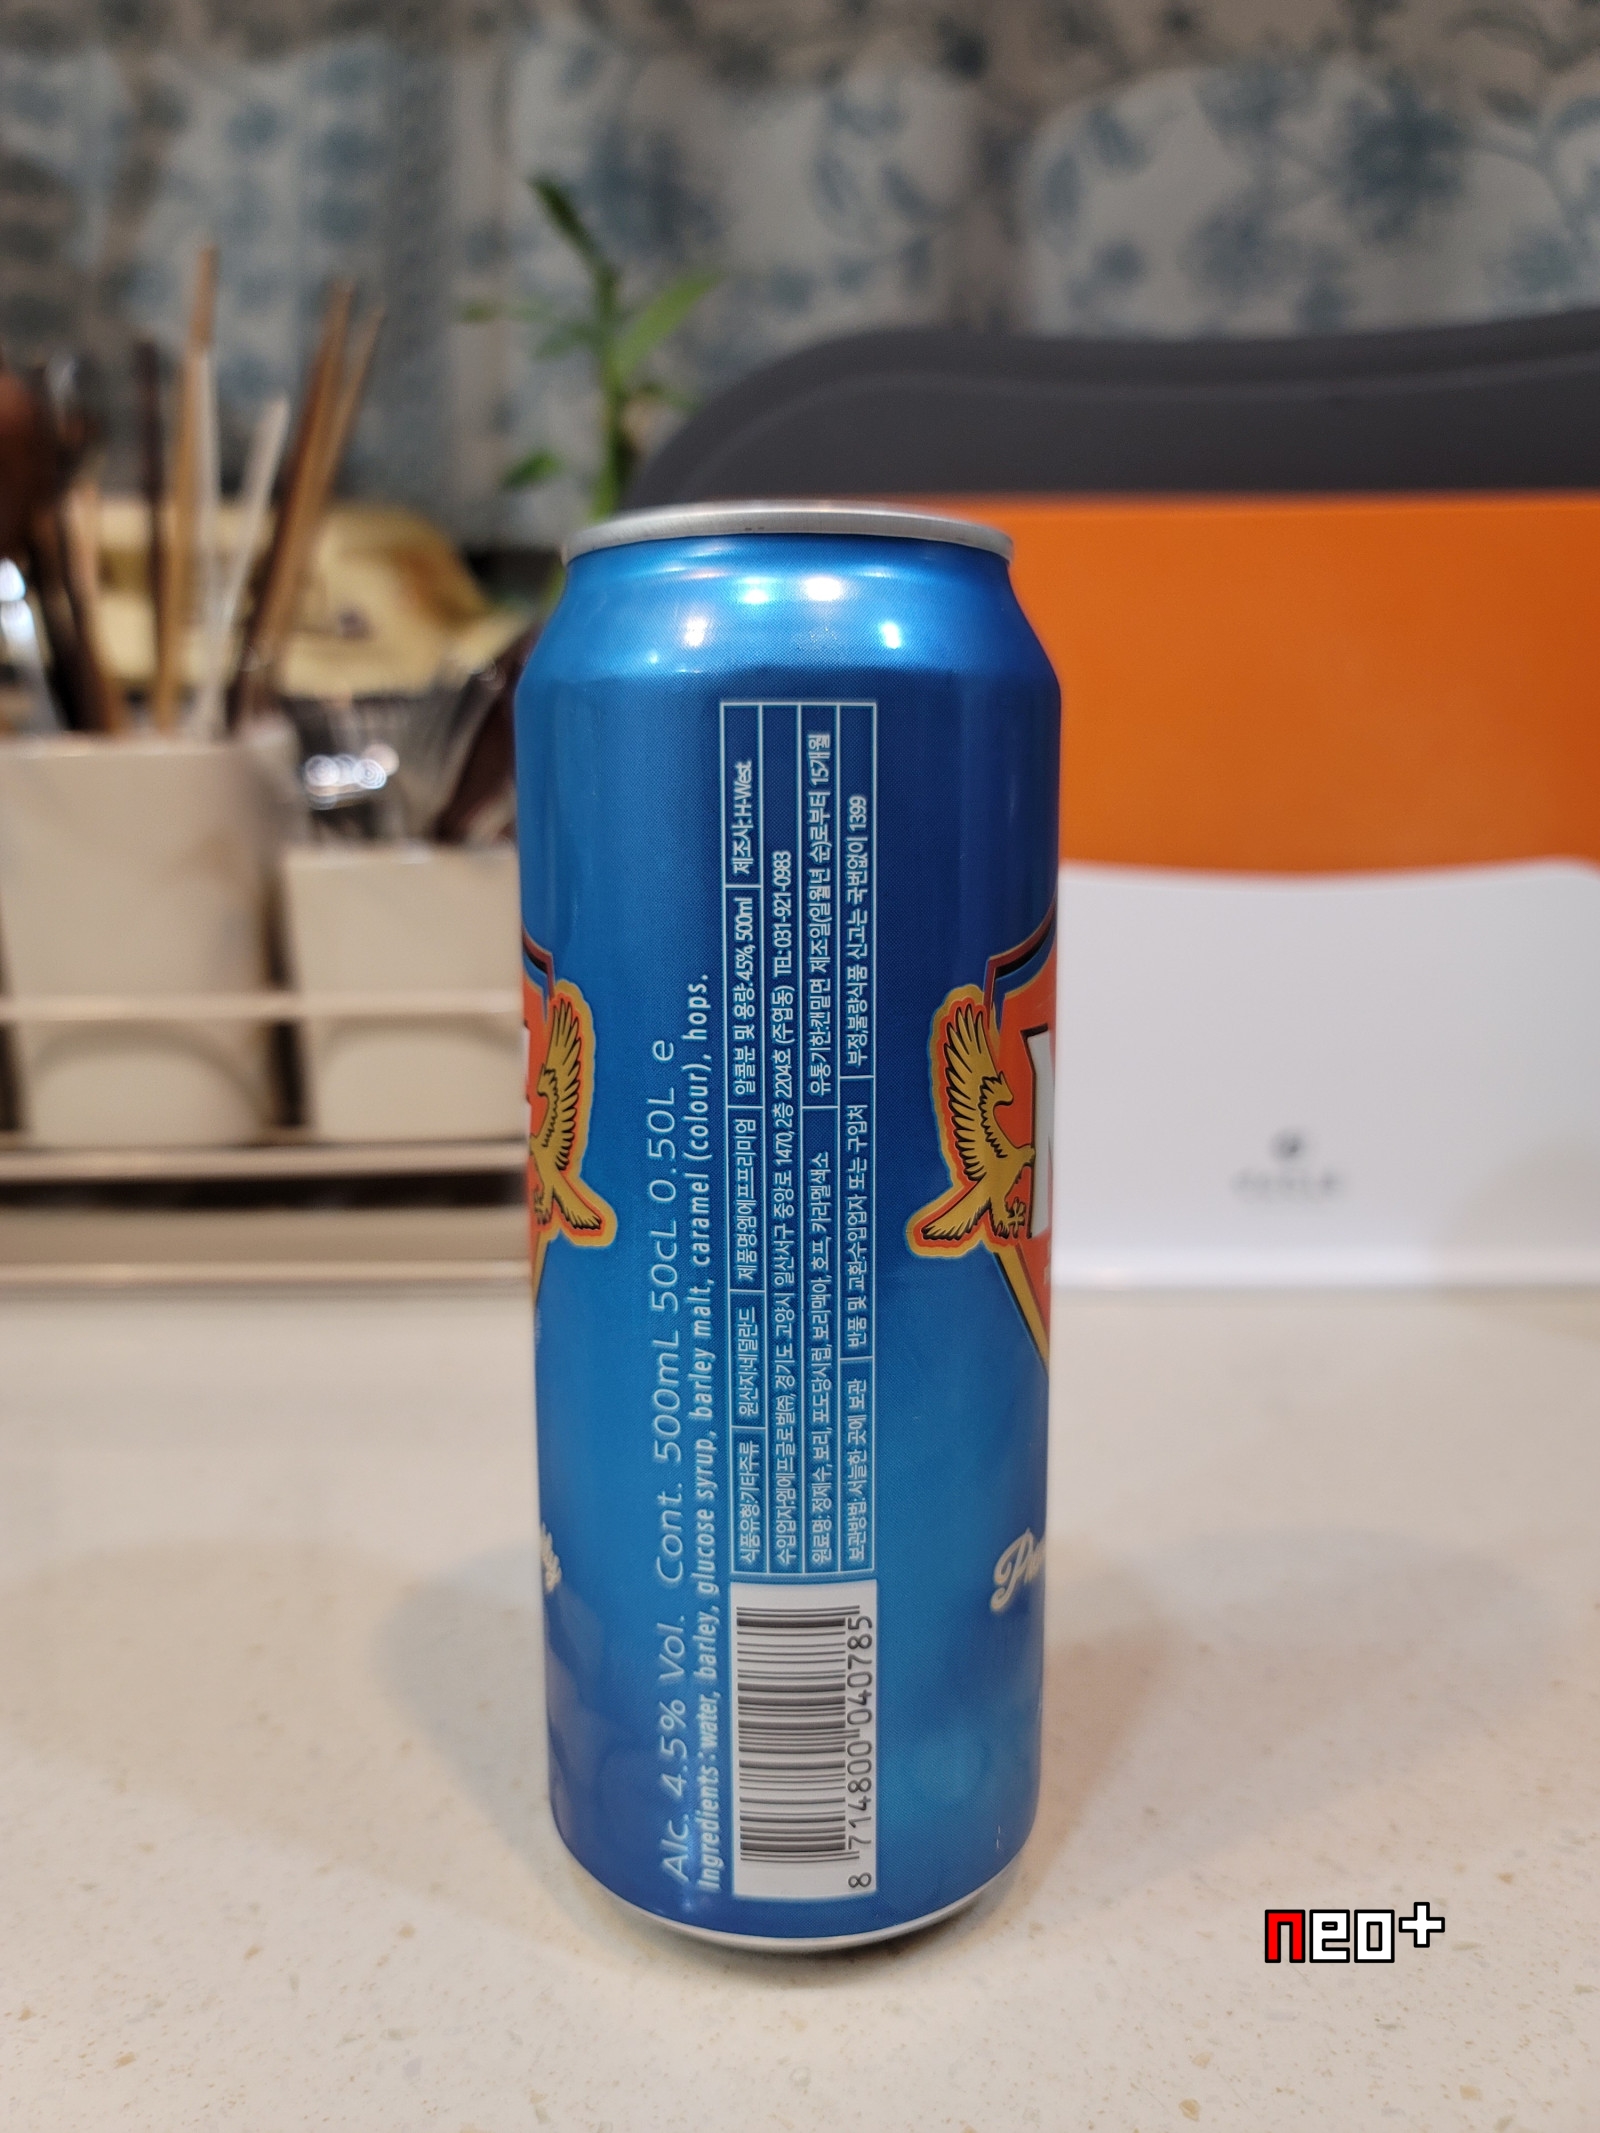 Alc. 4.5% Vol. Cont. 500mL 50cL 0.50L e
Ingredients : water, barley, glucose syrup, barley malt, caramel (colour), hops.
식품유형:기타주류 원산지:네덜란드 제품명:엠에프프리미엄 알콜분 및 용량: 4.5%, 500ml 제조사:H-West
수입업자:엠에프글로벌㈜, 경기도 고양시 일산서구 중앙로 1470, 2층 2204호 (주엽동) TEL: 031-921-0983
원료명: 정제수, 보리, 포도당시럽, 보리맥아, 호프, 카라멜색소 유통기한:캔밑면 제조일(일월년 순)로부터 15개월
보관방법: 서늘한 곳에 보관 반품 및 교환:수입업자 또는 구입처 부정,불량식품 신고는 국번없이 1399
8 714800 040785
neo+